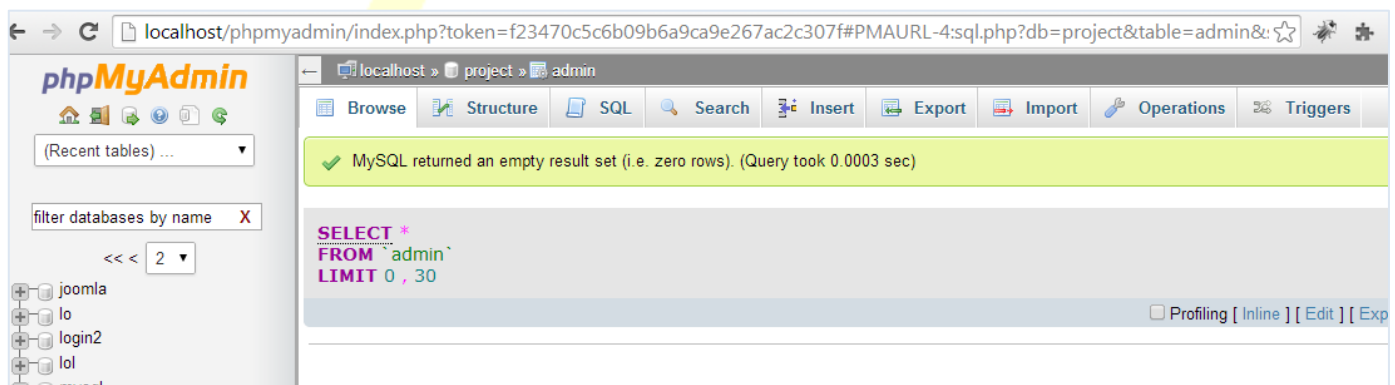 localhost/phpmyadmin/index.php?token=f23470c5c6b09b6a9ca9e267ac2c307f#PMAURL-4:sql.php?db=project&table=admin&
phpMyAdmin
(Recent tables) ...
filter databases by name X
<< < 2
joomla
lo
login2
lol
localhost » project » admin
Browse Structure SQL Search Insert Export Import Operations Triggers
MySQL returned an empty result set (i.e. zero rows). (Query took 0.0003 sec)
SELECT *
FROM `admin`
LIMIT 0 , 30
Profiling [ Inline ] [ Edit ] [ Exp